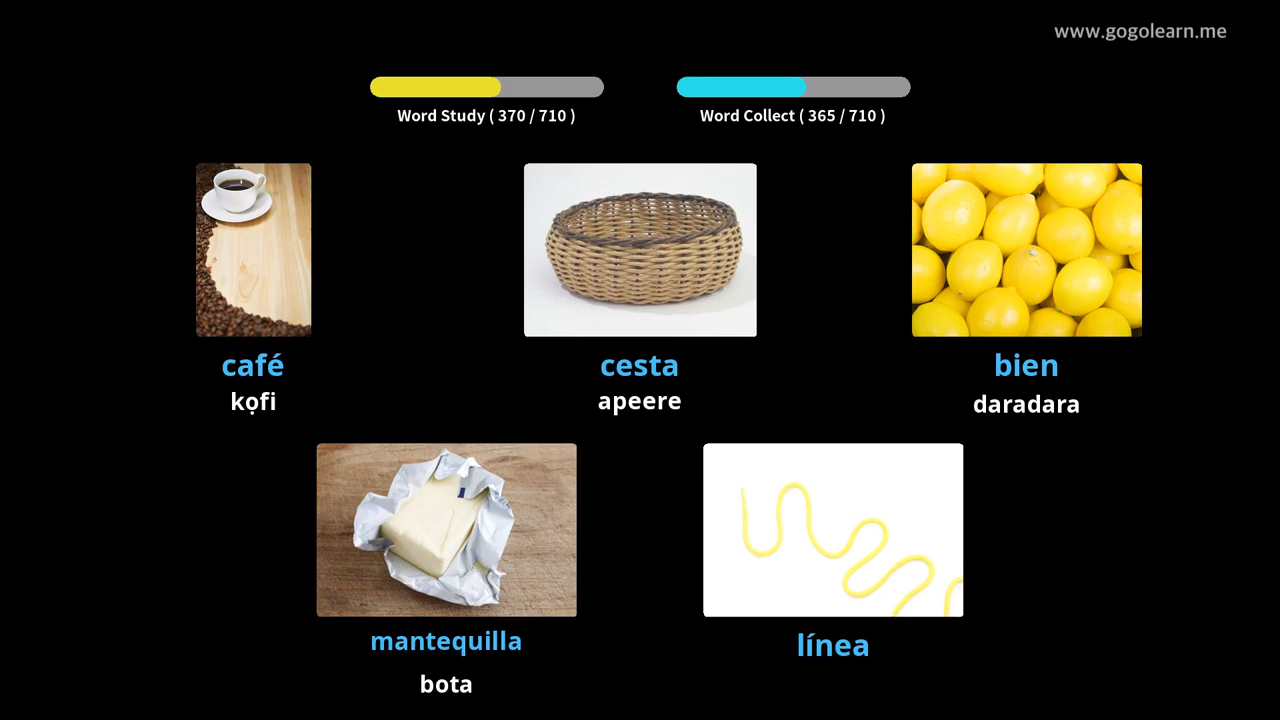 www.gogolearn.me
Word Study ( 370 / 710 )
Word Collect ( 365 / 710 )
café
kọfi
cesta
apeere
bien
daradara
mantequilla
bota
línea